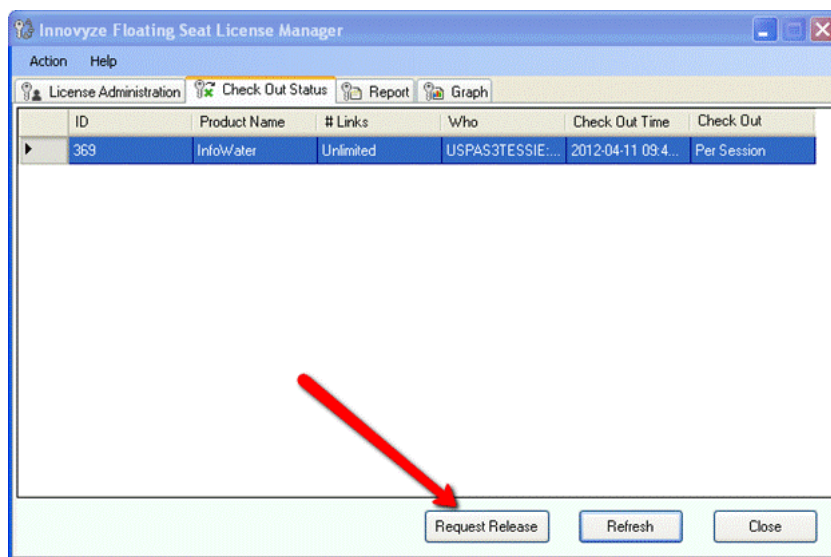 Innovyze Floating Seat License Manager
Action Help
License Administration Check Out Status Report Graph
ID Product Name # Links Who Check Out Time Check Out
369 InfoWater Unlimited USPAS3TESSIE:... 2012-04-11 09:4... Per Session
Request Release Refresh Close